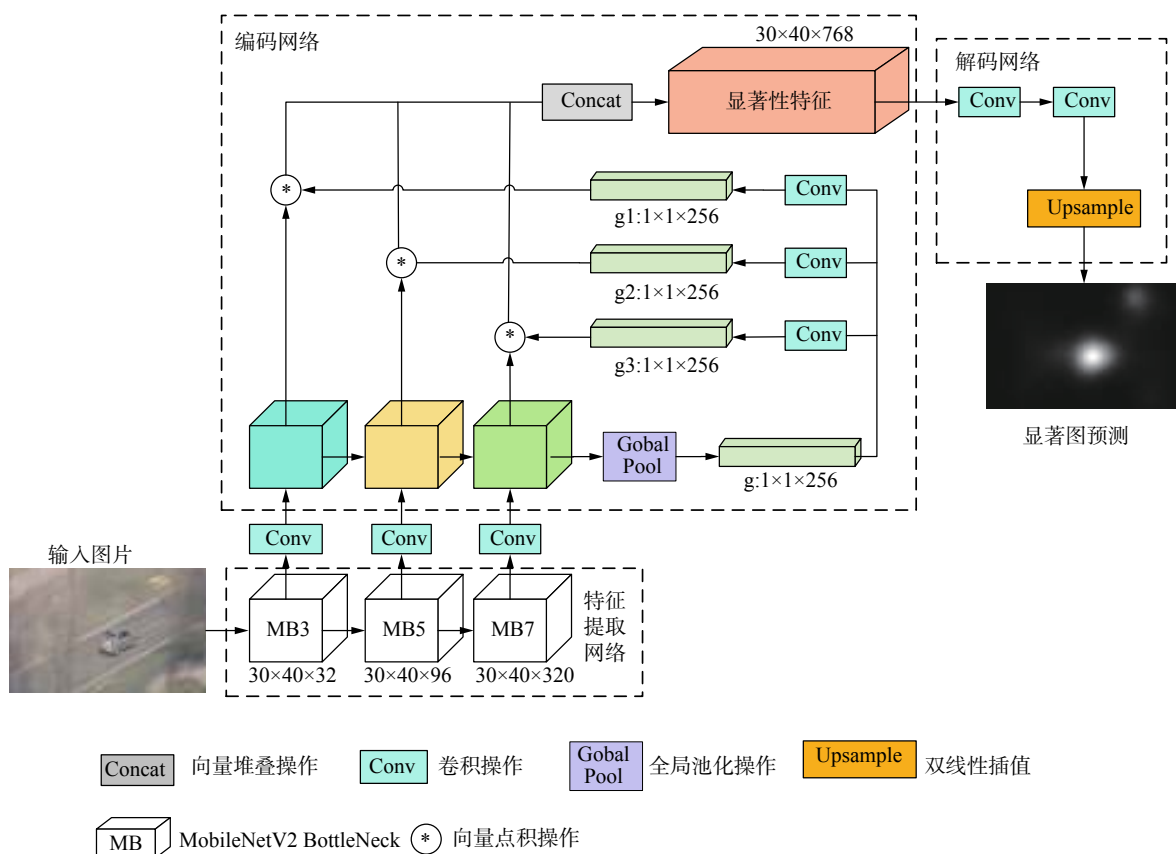 编码网络
30×40×768
Concat
显著性特征
解码网络
Conv
Conv
Upsample
*
Conv
g1:1×1×256
*
Conv
g2:1×1×256
*
Conv
g3:1×1×256
Gobal
Pool
g:1×1×256
显著图预测
Conv
Conv
Conv
输入图片
MB3
MB5
MB7
特征
提取
网络
30×40×32
30×40×96
30×40×320
Concat
向量堆叠操作
Conv
卷积操作
Gobal
Pool
全局池化操作
Upsample
双线性插值
MB
MobileNetV2 BottleNeck
*
向量点积操作